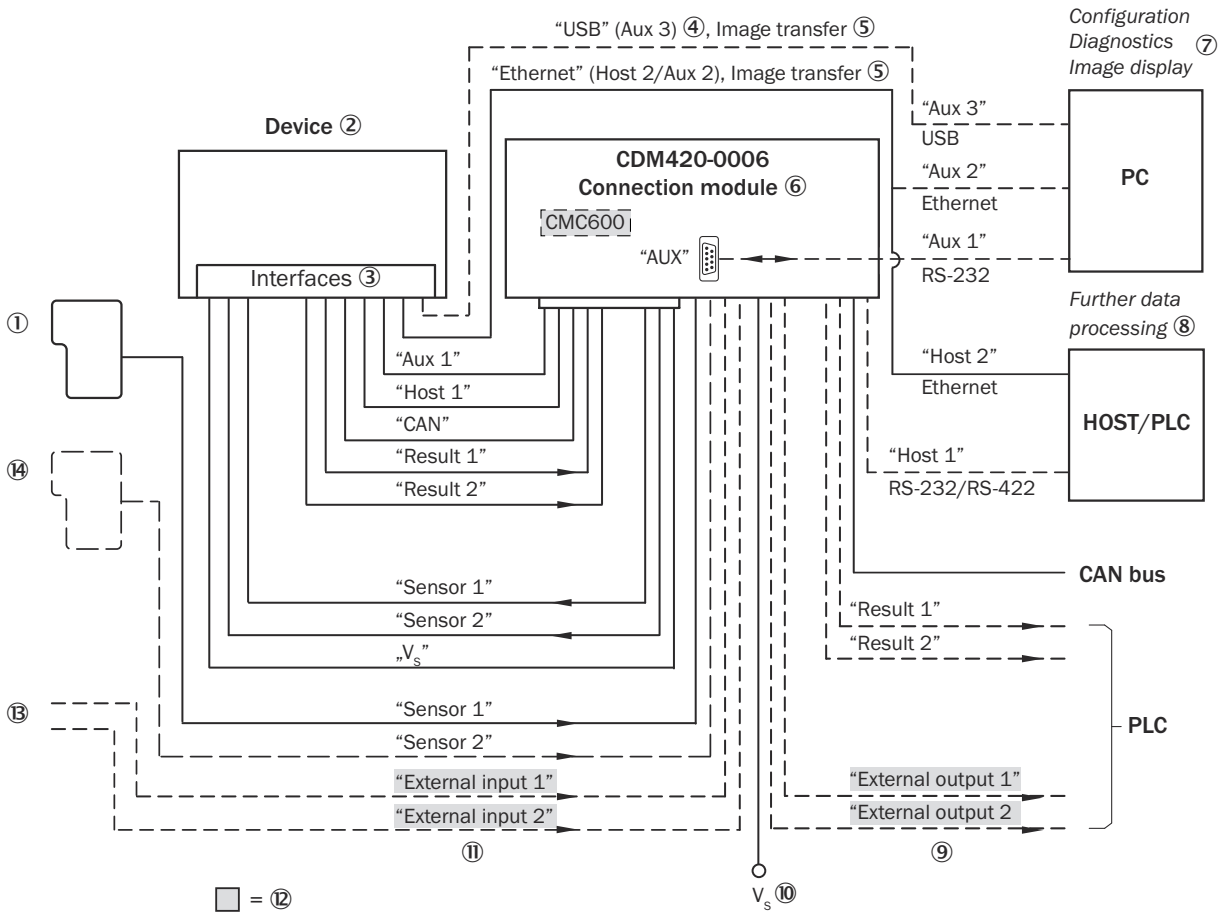 “USB” (Aux 3) ④, Image transfer ⑤
Configuration
Diagnostics ⑦
Image display
“Ethernet” (Host 2/Aux 2), Image transfer ⑤
Device ②
CDM420-0006
Connection module ⑥
CMC600
“AUX”
Interfaces ③
“Aux 3”
USB
“Aux 2”
Ethernet
“Aux 1”
RS-232
PC
①
“Aux 1”
“Host 1”
“CAN”
“Result 1”
“Result 2”
Further data
processing ⑧
“Host 2”
Ethernet
HOST/PLC
“Host 1”
RS-232/RS-422
⑭
“Sensor 1”
“Sensor 2”
„Vs”
CAN bus
“Result 1”
“Result 2”
PLC
⑬
“Sensor 1”
“Sensor 2”
“External input 1”
“External input 2”
⑪
“External output 1”
“External output 2
⑨
= ⑫
Vs ⑩